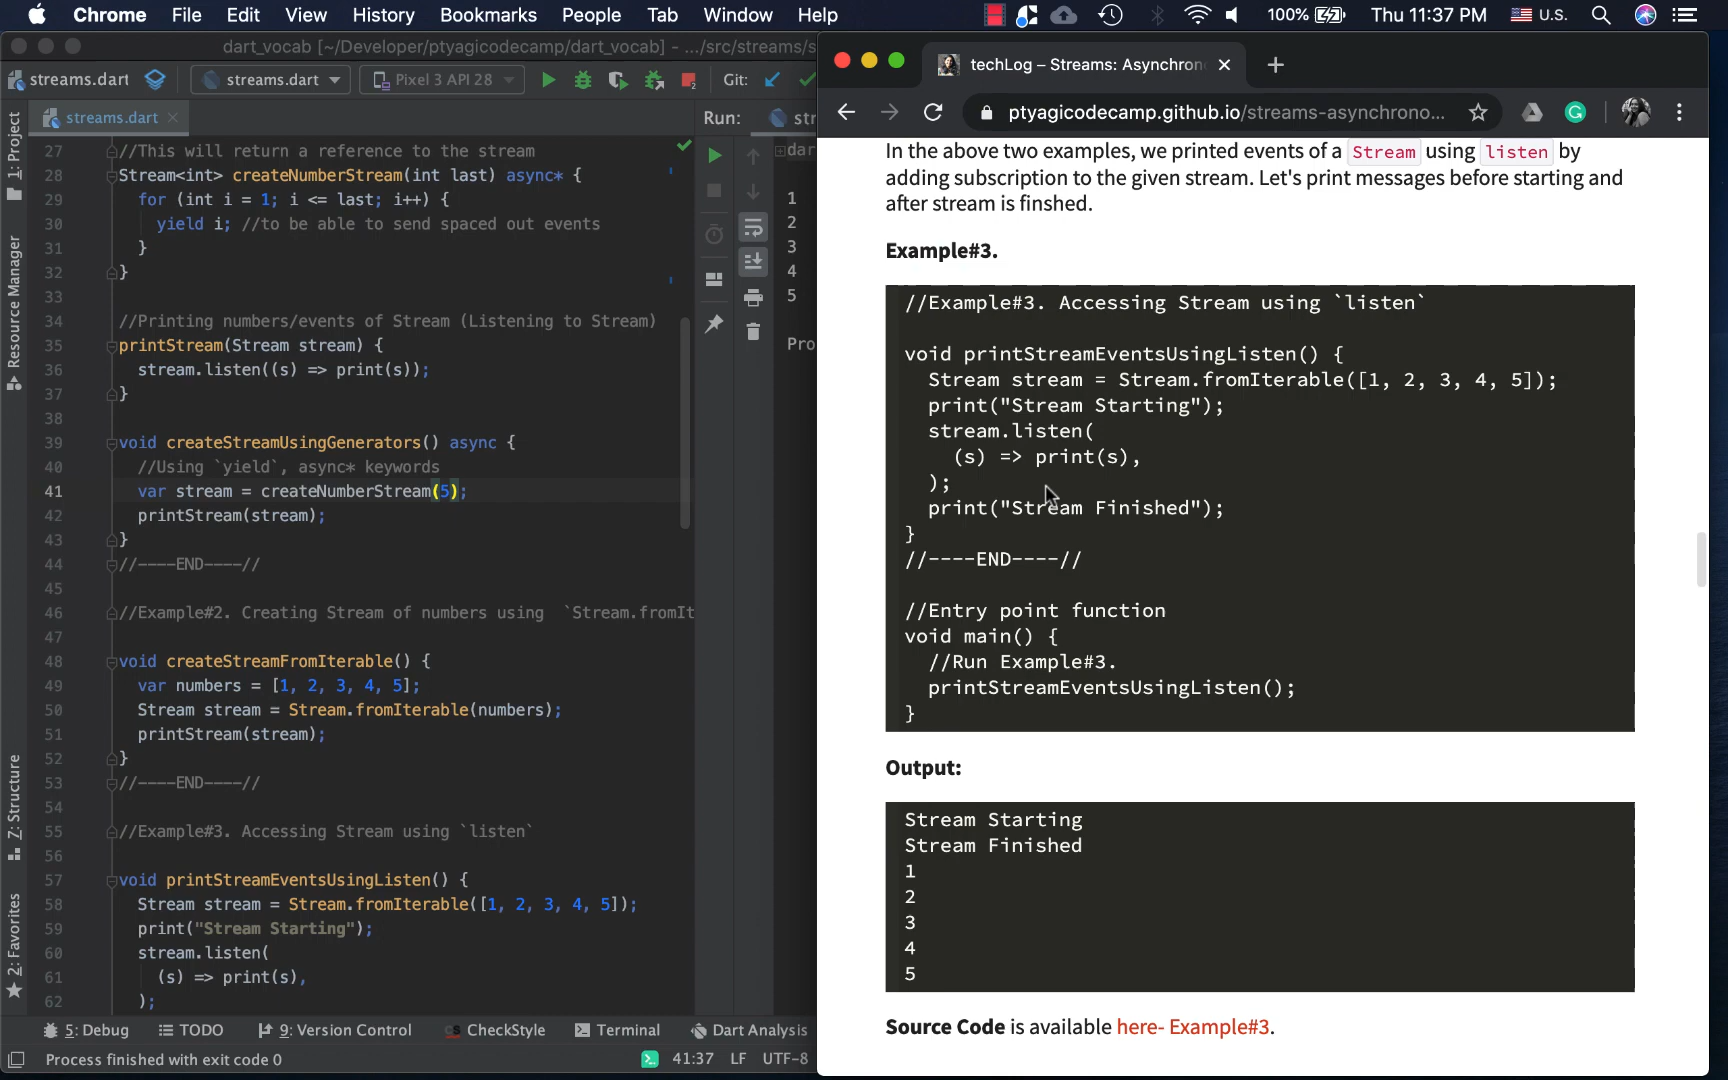 Chrome File Edit View History Bookmarks People Tab Window Help 100% Thu 11:37 PM U.S.
dart_vocab [~/Developer/ptyagicodecamp/dart_vocab] - .../src/streams/s
streams.dart streams.dart Pixel 3 API 28 Git:
streams.dart
Run: str
1: Project
Resource Manager
Z: Structure
2: Favorites
27 //This will return a reference to the stream
28 Stream<int> createNumberStream(int last) async* {
29 for (int i = 1; i <= last; i++) {
30 yield i; //to be able to send spaced out events
31 }
32 }
33
34 //Printing numbers/events of Stream (Listening to Stream)
35 printStream(Stream stream) {
36 stream.listen((s) => print(s));
37 }
38
39 void createStreamUsingGenerators() async {
40 //Using `yield`, async* keywords
41 var stream = createNumberStream(5);
42 printStream(stream);
43 }
44 //----END----//
45
46 //Example#2. Creating Stream of numbers using `Stream.fromIt
47
48 void createStreamFromIterable() {
49 var numbers = [1, 2, 3, 4, 5];
50 Stream stream = Stream.fromIterable(numbers);
51 printStream(stream);
52 }
53 //----END----//
54
55 //Example#3. Accessing Stream using `listen`
56
57 void printStreamEventsUsingListen() {
58 Stream stream = Stream.fromIterable([1, 2, 3, 4, 5]);
59 print("Stream Starting");
60 stream.listen(
61 (s) => print(s),
62 );
dar
1
2
3
4
5
Pro
5: Debug TODO 9: Version Control CS CheckStyle Terminal Dart Analysis
Process finished with exit code 0 41:37 LF UTF-8
techLog – Streams: Asynchron
ptyagicodecamp.github.io/streams-asynchrono...
In the above two examples, we printed events of a Stream using listen by
adding subscription to the given stream. Let's print messages before starting and
after stream is finshed.
Example#3.
//Example#3. Accessing Stream using `listen`
void printStreamEventsUsingListen() {
Stream stream = Stream.fromIterable([1, 2, 3, 4, 5]);
print("Stream Starting");
stream.listen(
(s) => print(s),
);
print("Stream Finished");
}
//----END----//
//Entry point function
void main() {
//Run Example#3.
printStreamEventsUsingListen();
}
Output:
Stream Starting
Stream Finished
1
2
3
4
5
Source Code is available here- Example#3.